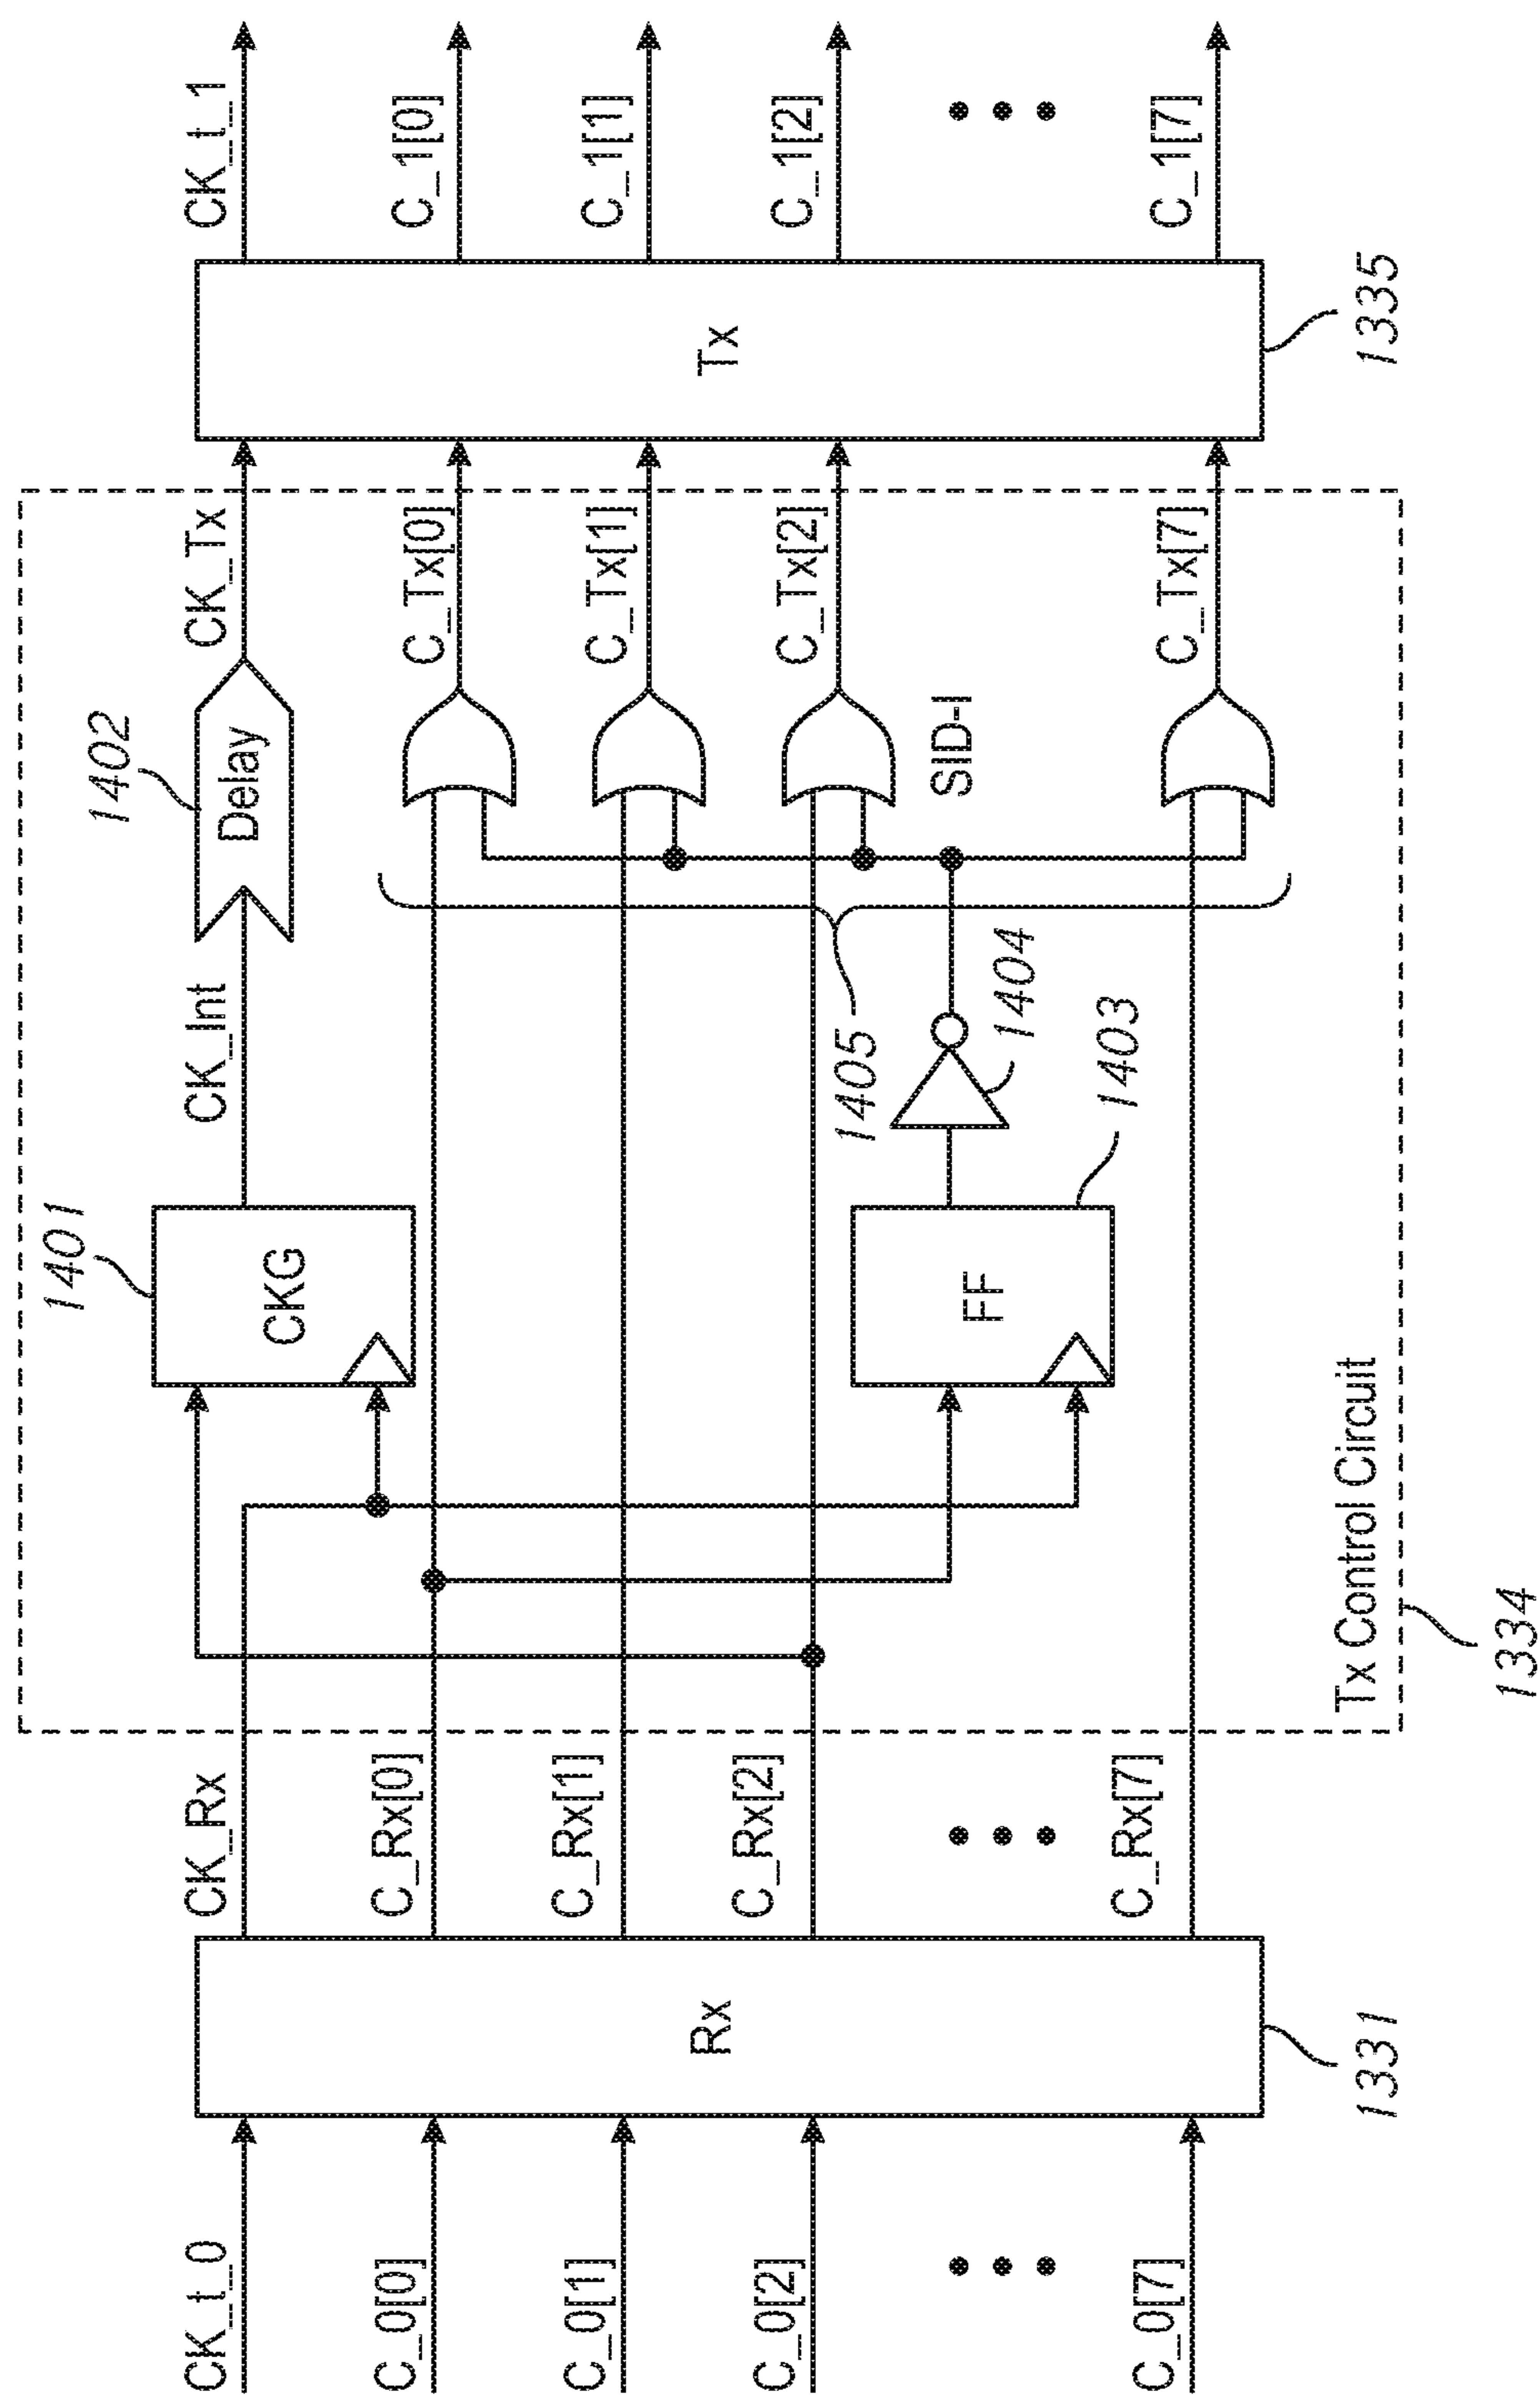 CK_t_0
C_0[0]
C_0[1]
C_0[2]
C_0[7]
Rx
1331
CK_Rx
C_Rx[0]
C_Rx[1]
C_Rx[2]
C_Rx[7]
1334
Tx Control Circuit
1401
CKG
FF
1403
CK_Int
1404
1405
1402
Delay
SID-I
CK_Tx
C_Tx[0]
C_Tx[1]
C_Tx[2]
C_Tx[7]
Tx
1335
CK_t_1
C_1[0]
C_1[1]
C_1[2]
C_1[7]